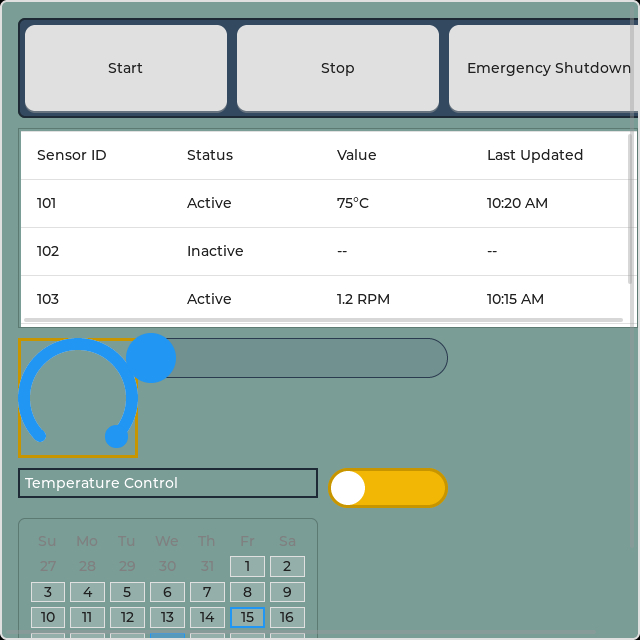 Start Stop Emergency Shutdown
Sensor ID Status Value Last Updated
101 Active 75°C 10:20 AM
102 Inactive -- --
103 Active 1.2 RPM 10:15 AM
Temperature Control
Su Mo Tu We Th Fr Sa
27 28 29 30 31 1 2
3 4 5 6 7 8 9
10 11 12 13 14 15 16